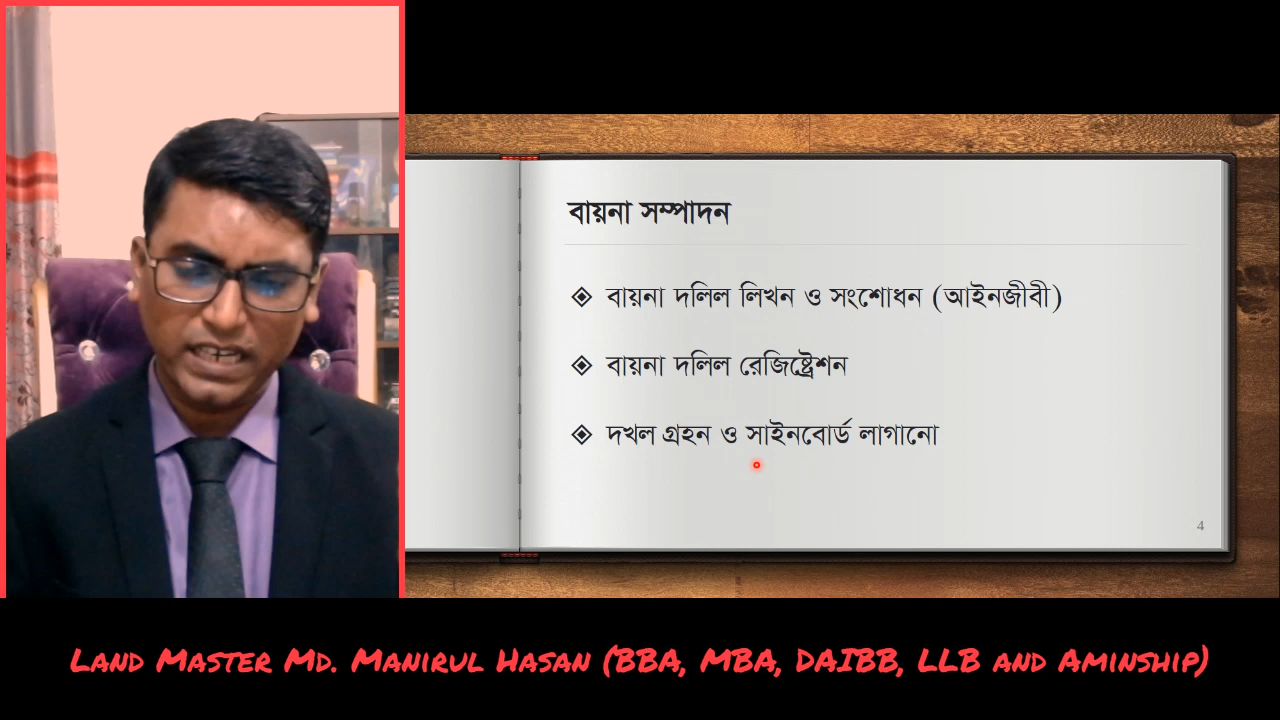 বায়না সম্পাদন
বায়না দলিল লিখন ও সংশোধন (আইনজীবী)
বায়না দলিল রেজিষ্ট্রেশন
দখল গ্রহন ও সাইনবোর্ড লাগানো
4
Land Master Md. Manirul Hasan (BBA, MBA, DAIBB, LLB and Aminship)